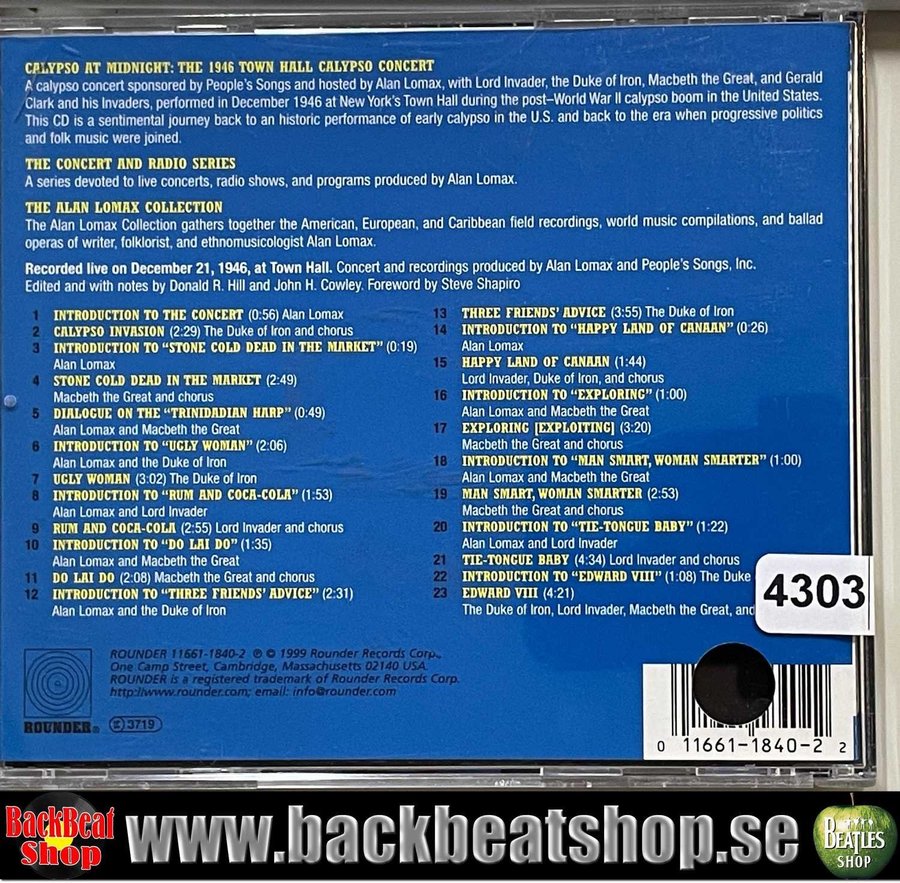 CALYPSO AT MIDNIGHT: THE 1946 TOWN HALL CALYPSO CONCERT
A calypso concert sponsored by People's Songs and hosted by Alan Lomax, with Lord Invader, the Duke of Iron, Macbeth the Great, and Gerald
Clark and his Invaders, performed in December 1946 at New York's Town Hall during the post–World War II calypso boom in the United States.
This CD is a sentimental journey back to an historic performance of early calypso in the U.S. and back to the era when progressive politics
and folk music were joined.
THE CONCERT AND RADIO SERIES
A series devoted to live concerts, radio shows, and programs produced by Alan Lomax.
THE ALAN LOMAX COLLECTION
The Alan Lomax Collection gathers together the American, European, and Caribbean field recordings, world music compilations, and ballad
operas of writer, folklorist, and ethnomusicologist Alan Lomax.
Recorded live on December 21, 1946, at Town Hall. Concert and recordings produced by Alan Lomax and People's Songs, Inc.
Edited and with notes by Donald R. Hill and John H. Cowley. Foreword by Steve Shapiro
1 INTRODUCTION TO THE CONCERT (0:56) Alan Lomax
2 CALYPSO INVASION (2:29) The Duke of Iron and chorus
3 INTRODUCTION TO "STONE COLD DEAD IN THE MARKET" (0:19)
Alan Lomax
4 STONE COLD DEAD IN THE MARKET (2:49)
Macbeth the Great and chorus
5 DIALOGUE ON THE "TRINIDADIAN HARP" (0:49)
Alan Lomax and Macbeth the Great
6 INTRODUCTION TO "UGLY WOMAN" (2:06)
Alan Lomax and the Duke of Iron
7 UGLY WOMAN (3:02) The Duke of Iron
8 INTRODUCTION TO "RUM AND COCA-COLA" (1:53)
Alan Lomax and Lord Invader
9 RUM AND COCA-COLA (2:55) Lord Invader and chorus
10 INTRODUCTION TO "DO LAI DO" (1:35)
Alan Lomax and Macbeth the Great
11 DO LAI DO (2:08) Macbeth the Great and chorus
12 INTRODUCTION TO "THREE FRIENDS' ADVICE" (2:31)
Alan Lomax and the Duke of Iron
13 THREE FRIENDS' ADVICE (3:55) The Duke of Iron
14 INTRODUCTION TO "HAPPY LAND OF CANAAN" (0:26)
Alan Lomax
15 HAPPY LAND OF CANAAN (1:44)
Lord Invader, Duke of Iron, and chorus
16 INTRODUCTION TO "EXPLORING" (1:00)
Alan Lomax and Macbeth the Great
17 EXPLORING [EXPLOITING] (3:20)
Macbeth the Great and chorus
18 INTRODUCTION TO "MAN SMART, WOMAN SMARTER" (1:00)
Alan Lomax and Macbeth the Great
19 MAN SMART, WOMAN SMARTER (2:53)
Macbeth the Great and chorus
20 INTRODUCTION TO "TIE-TONGUE BABY" (1:22)
Alan Lomax and Lord Invader
21 TIE-TONGUE BABY (4:34) Lord Invader and chorus
22 INTRODUCTION TO "EDWARD VIII" (1:08) The Duke
23 EDWARD VIII (4:21)
The Duke of Iron, Lord Invader, Macbeth the Great, and
4303
ROUNDER 11661-1840-2 ℗ © 1999 Rounder Records Corp.,
One Camp Street, Cambridge, Massachusetts 02140 USA.
ROUNDER is a registered trademark of Rounder Records Corp.
http://www.rounder.com; email: info@rounder.com
ROUNDER®
3719
0 11661-1840-2 2
BackBeat
Shop
www.backbeatshop.se
BEATLES
SHOP